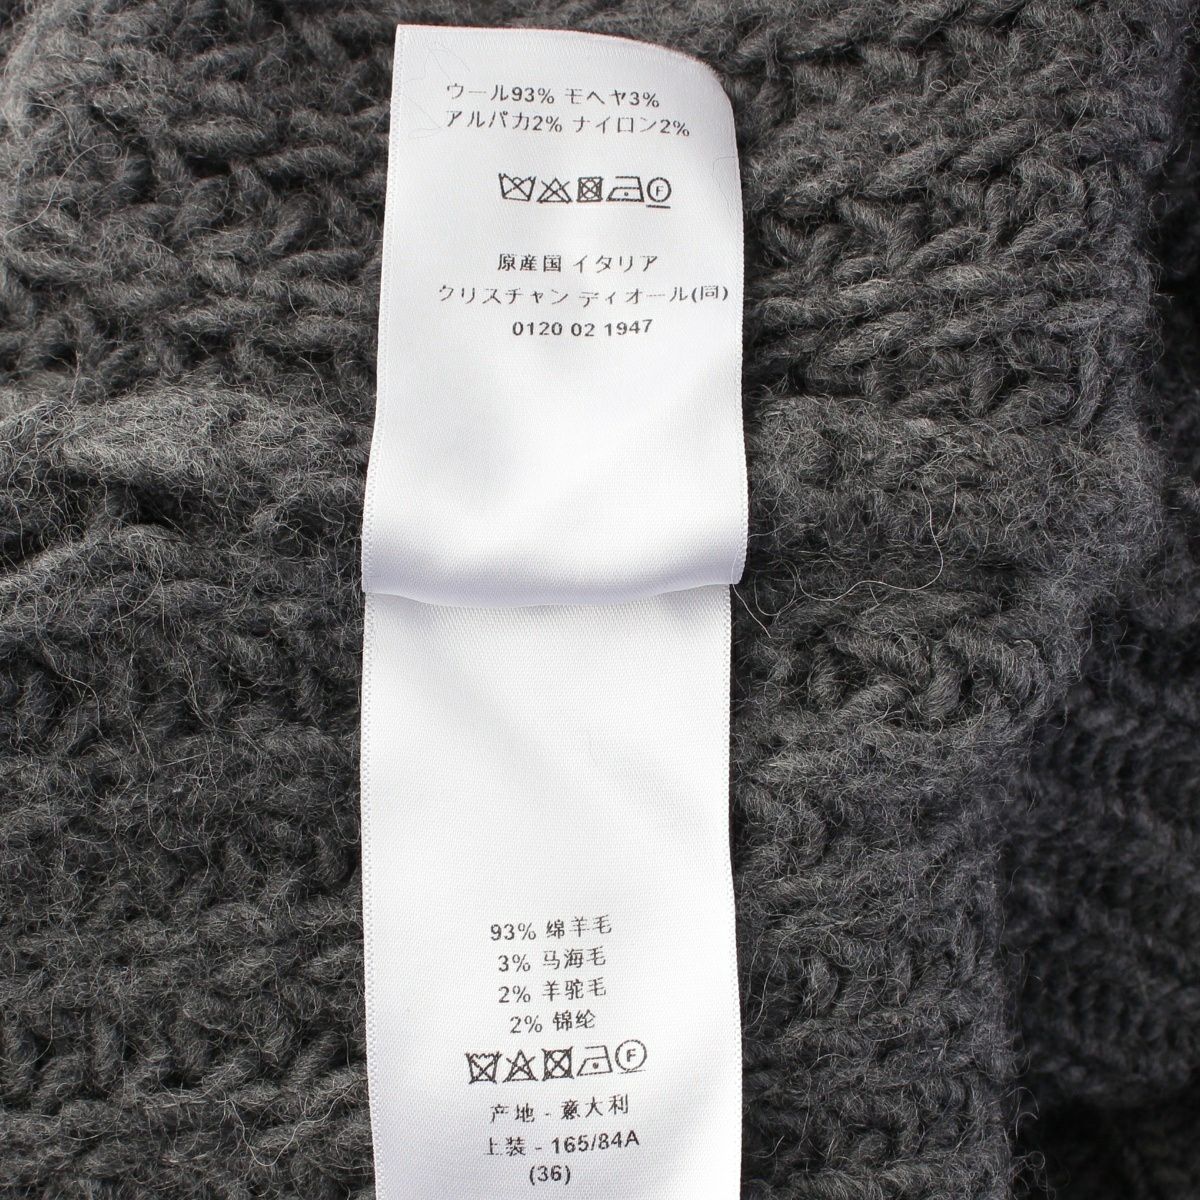 ウール93% モヘヤ3%
アルパカ2% ナイロン2%
F
原産国 イタリア
クリスチャン ディオール(同)
0120 02 1947
93% 绵羊毛
3% 马海毛
2% 羊驼毛
2% 锦纶
F
产地 - 意大利
上装 - 165/84A
(36)